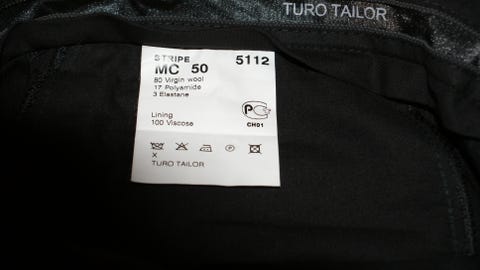 TURO TAILOR
STRIPE 5112
MC 50
80 Virgin wool
17 Polyamide
3 Elastane
Lining
100 Viscose
CH01
X
TURO TAILOR